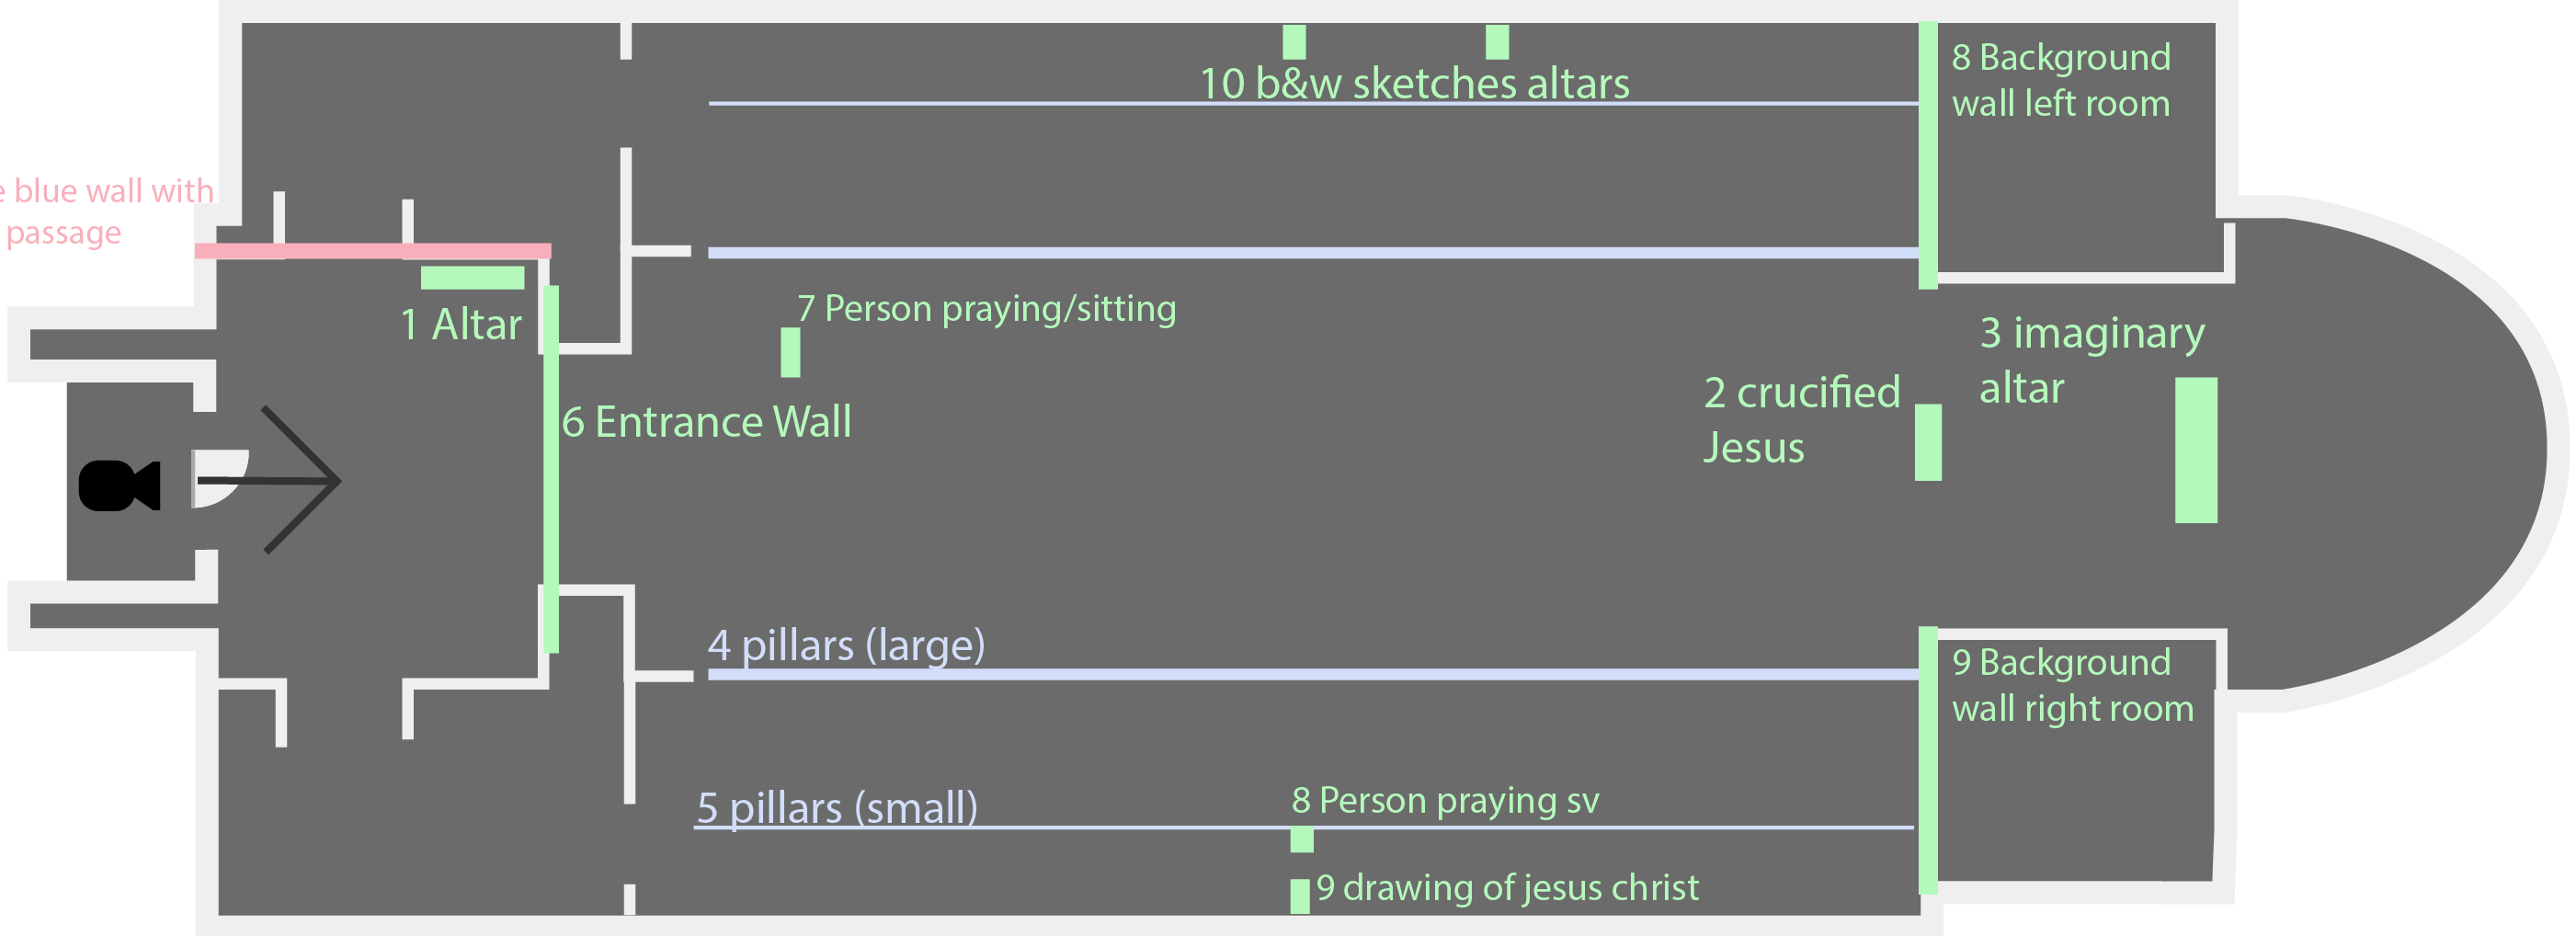 10 b&w sketches altars
8 Background
wall left room
blue wall with
passage
1 Altar
7 Person praying/sitting
6 Entrance Wall
2 crucified
Jesus
3 imaginary
altar
4 pillars (large)
5 pillars (small)
9 Background
wall right room
8 Person praying sv
9 drawing of jesus christ